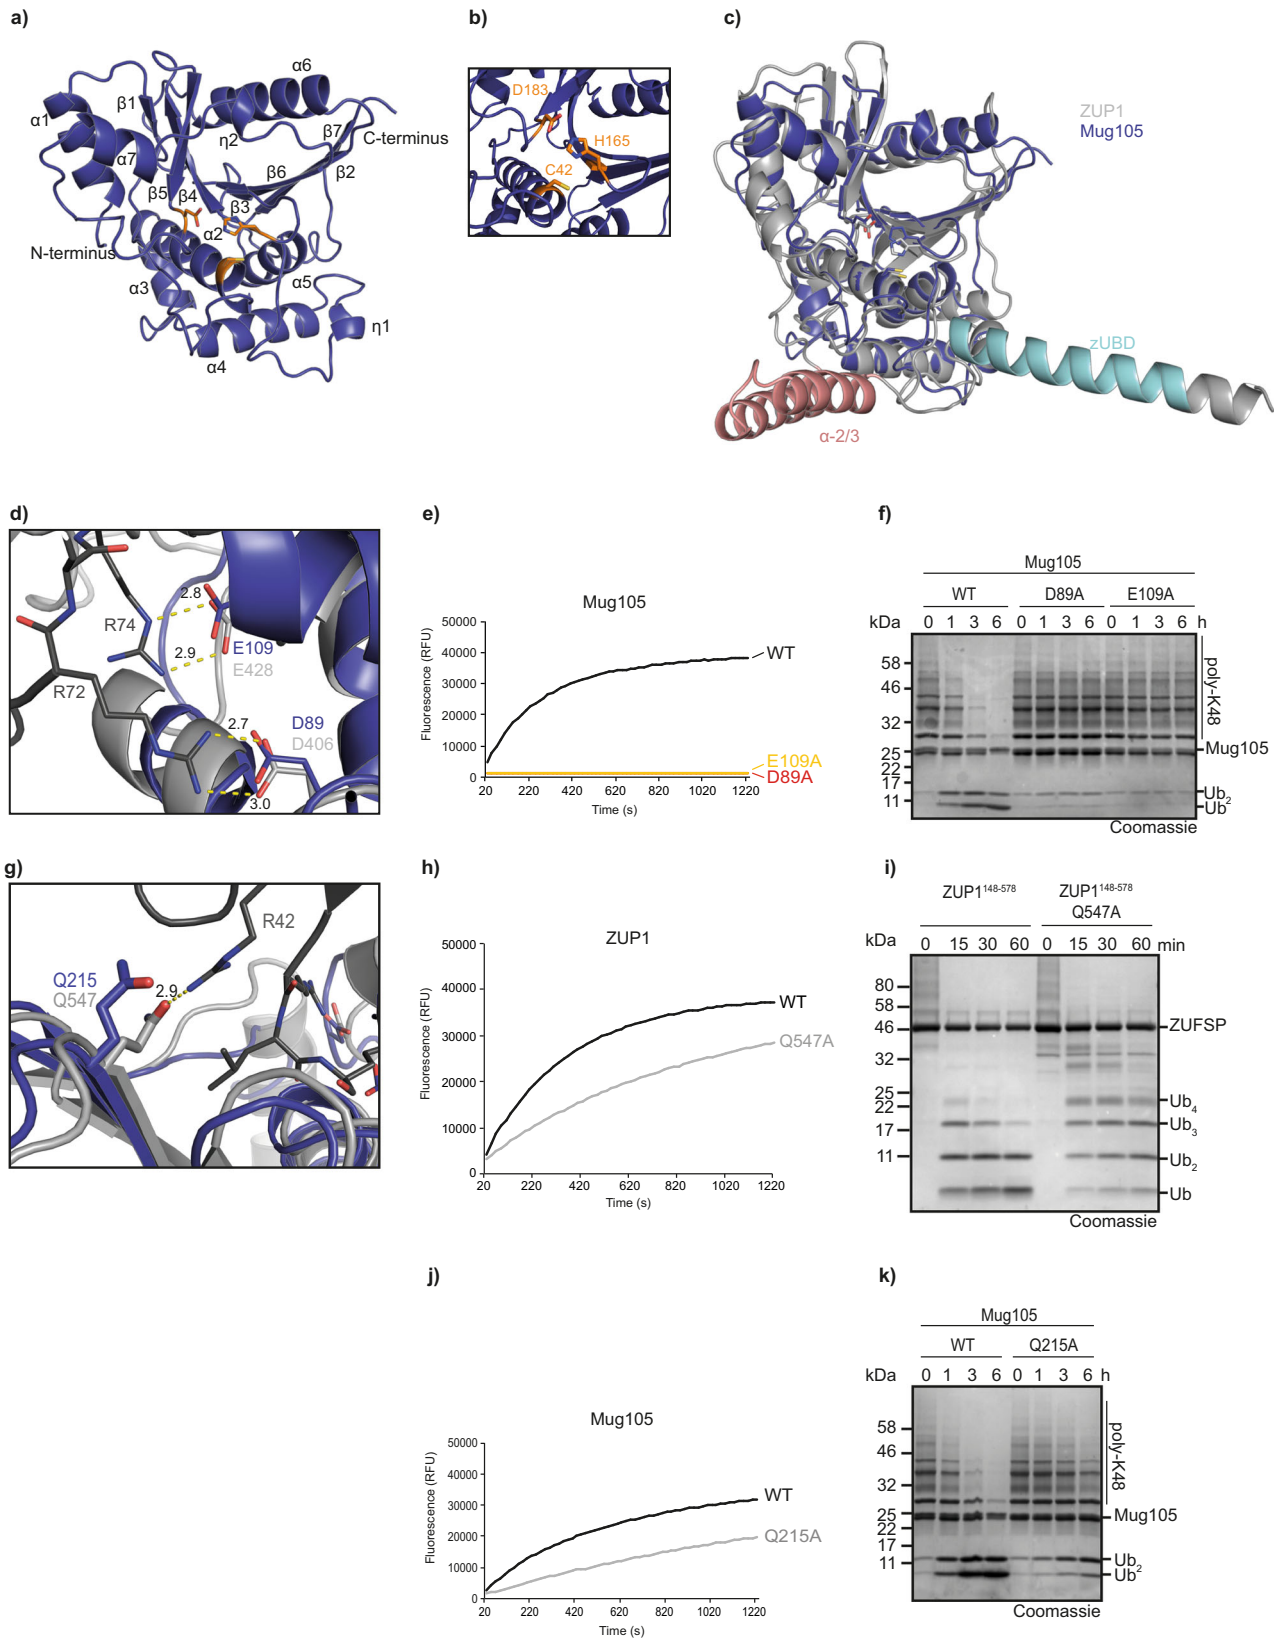 a)
α6
β1
α1
η2
β7
C-terminus
α7
β6
β2
β5
β4
β3
α2
N-terminus
α3
α5
η1
α4
b)
D183
H165
C42
c)
ZUP1
Mug105
zUBD
α-2/3
d)
2.8
R74
E109
2.9
E428
R72
2.7
D89
D406
3.0
e)
Mug105
50000
40000
30000
20000
10000
0
Fluorescence (RFU)
WT
E109A
D89A
20 220 420 620 820 1020 1220
Time (s)
f)
Mug105
WT D89A E109A
kDa 0 1 3 6 0 1 3 6 0 1 3 6 h
58
46
32
25
22
17
11
poly-K48
Mug105
Ub2
Ub
Coomassie
g)
R42
Q215
Q547
2.9
h)
ZUP1
50000
40000
30000
20000
10000
0
Fluorescence (RFU)
WT
Q547A
20 220 420 620 820 1020 1220
Time (s)
i)
ZUP1148-578 ZUP1148-578
Q547A
kDa 0 15 30 60 0 15 30 60 min
80
58
46
32
25
22
17
11
ZUFSP
Ub4
Ub3
Ub2
Ub
Coomassie
j)
Mug105
50000
40000
30000
20000
10000
0
Fluorescence (RFU)
WT
Q215A
20 220 420 620 820 1020 1220
Time (s)
k)
Mug105
WT Q215A
kDa 0 1 3 6 0 1 3 6 h
58
46
32
25
22
17
11
poly-K48
Mug105
Ub2
Ub
Coomassie